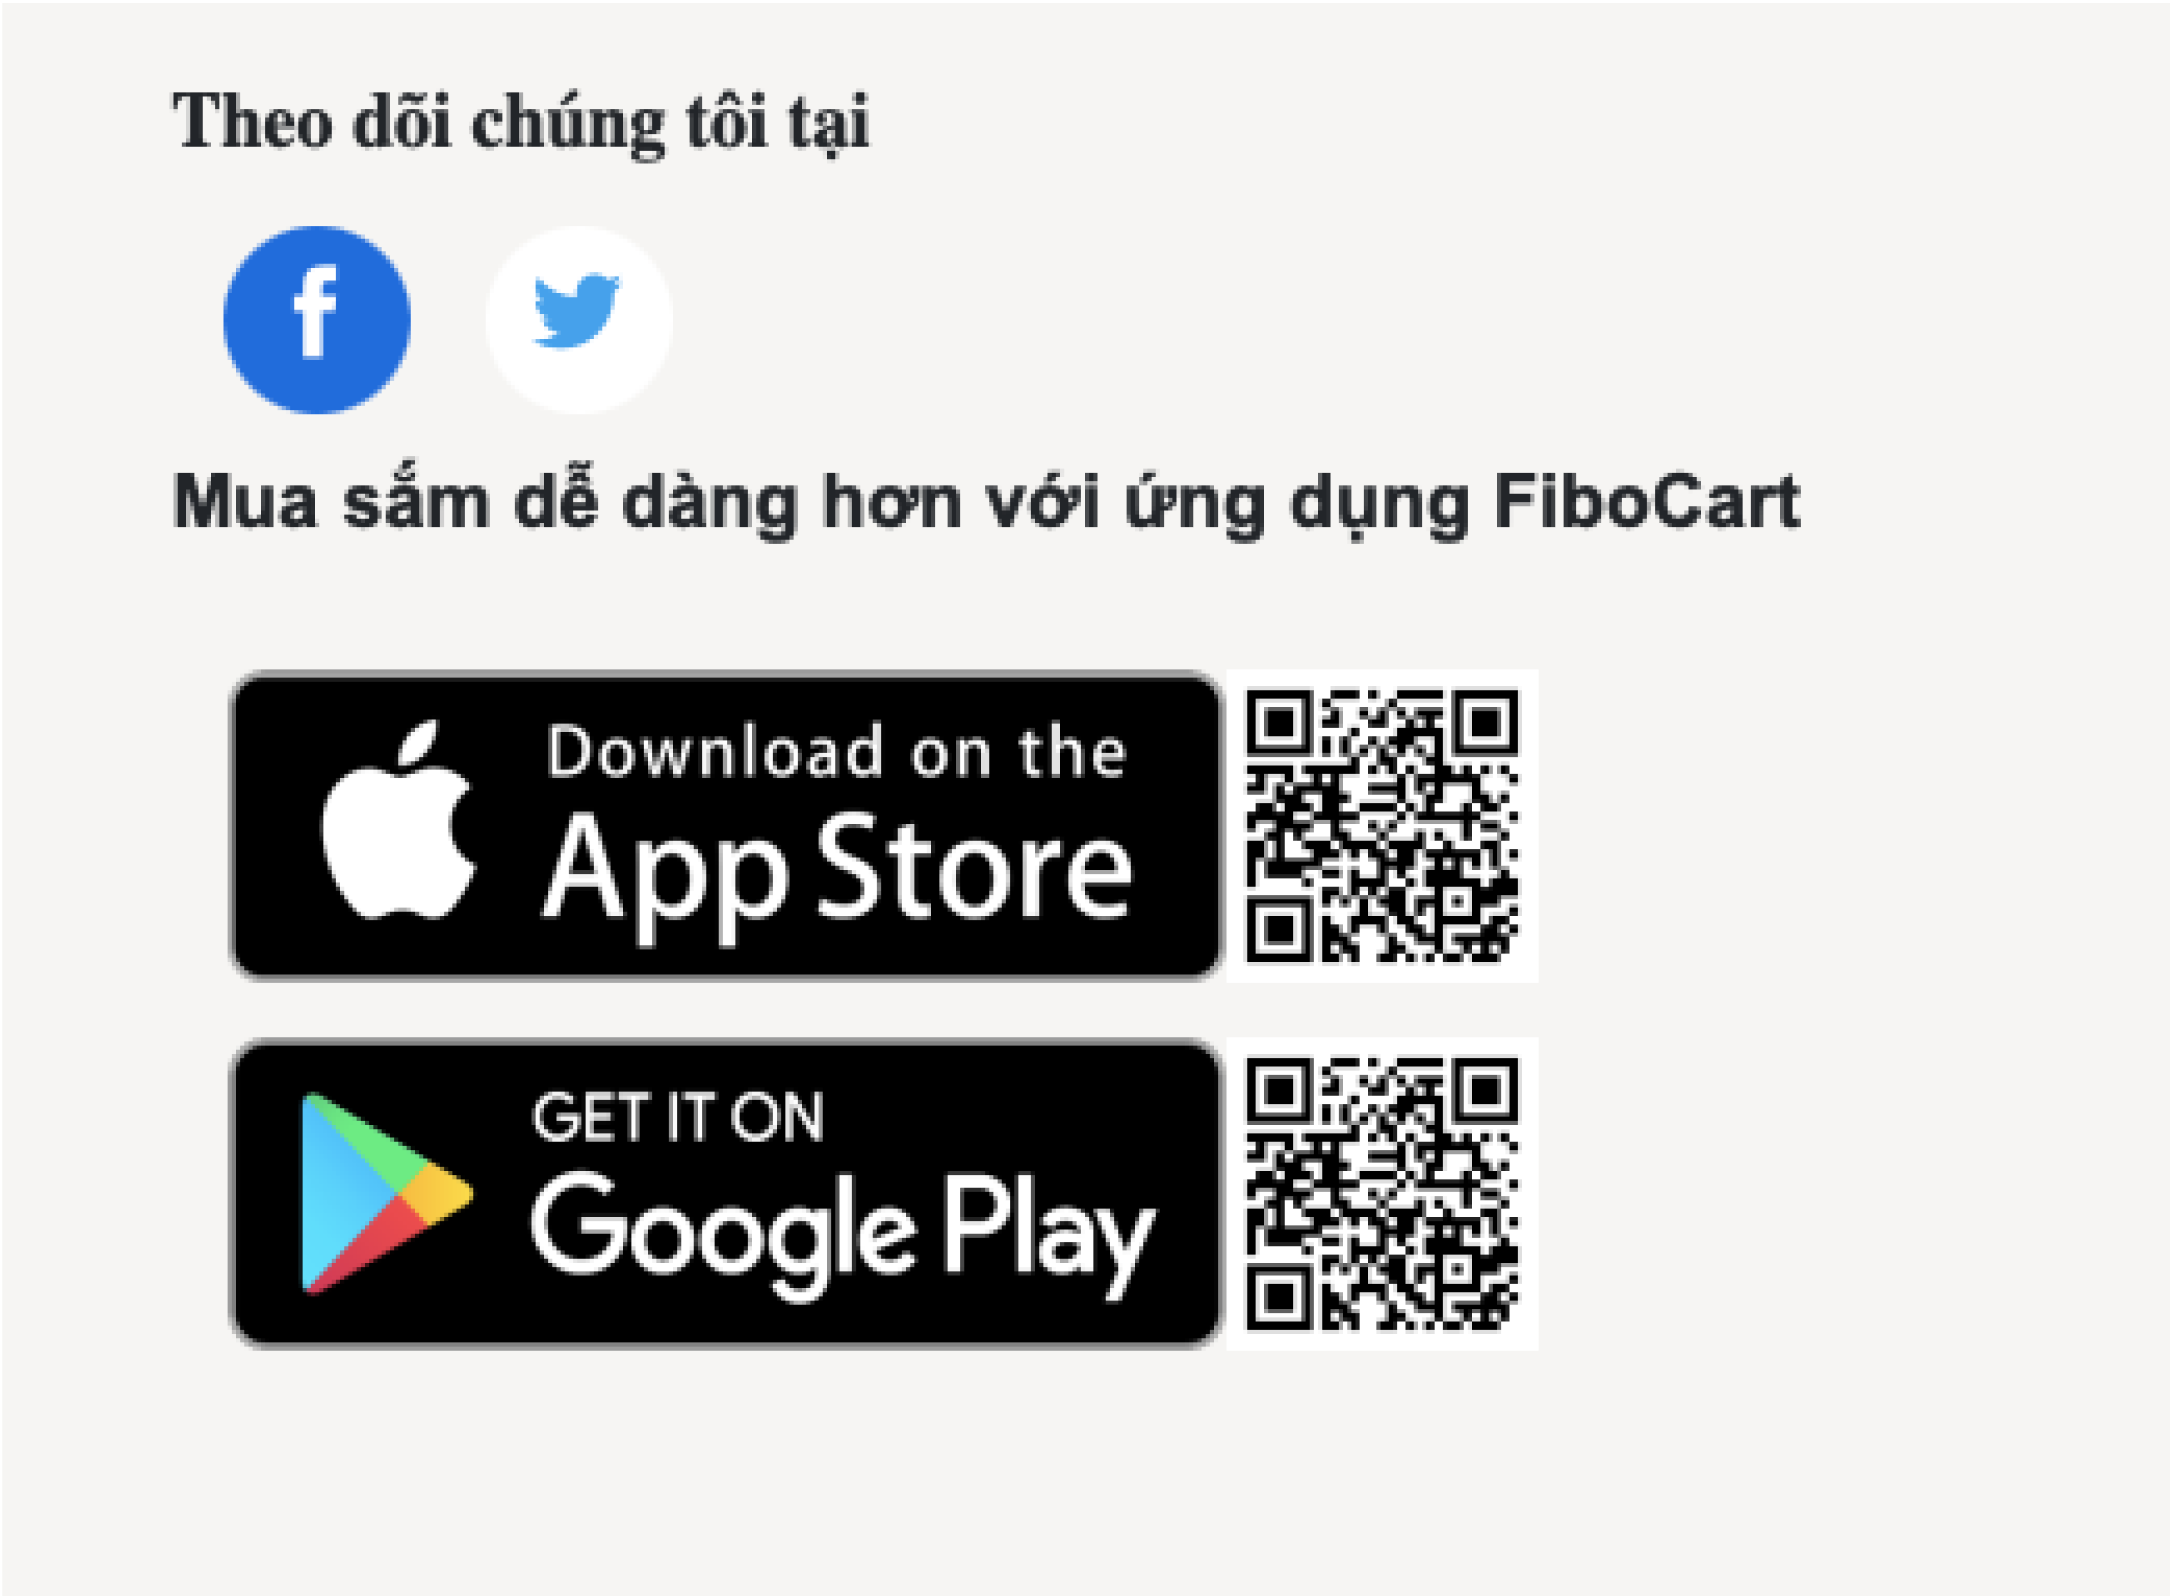 Theo dõi chúng tôi tại
f
Mua sắm dễ dàng hơn với ứng dụng FiboCart
Download on the
App Store
GET IT ON
Google Play